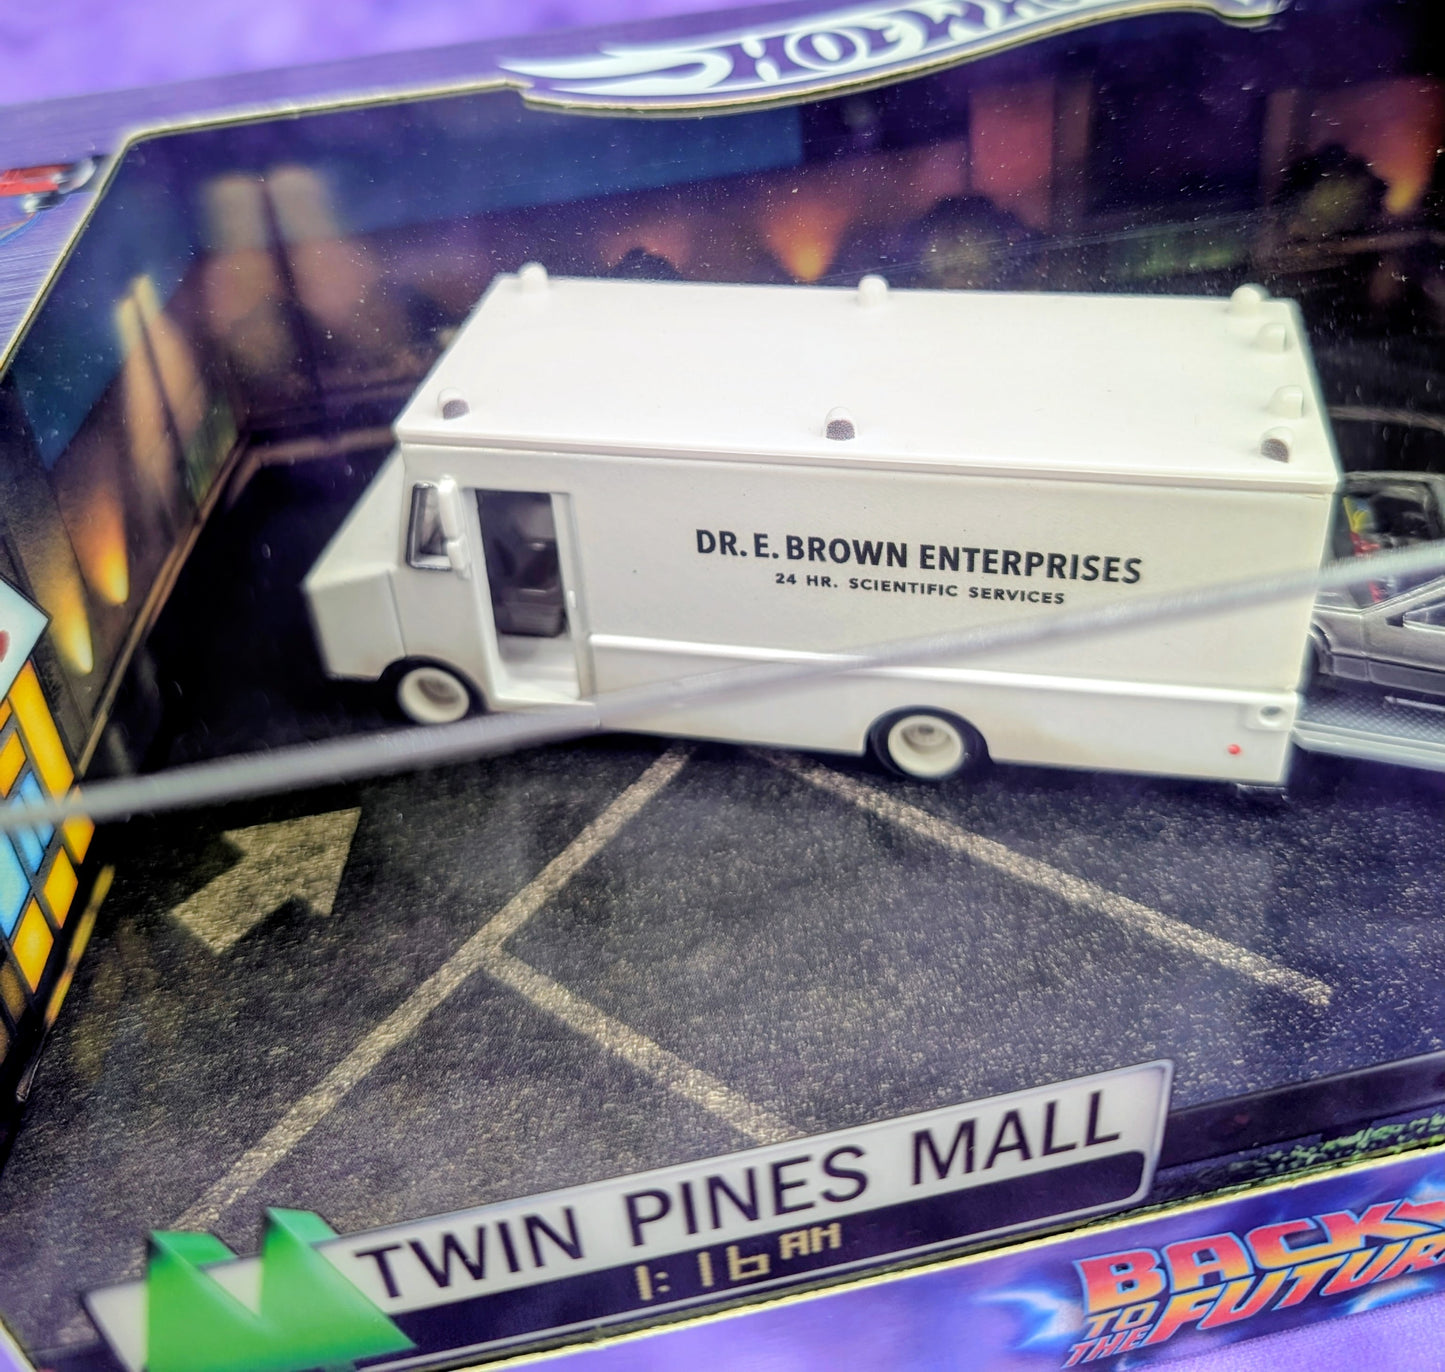 DR. E. BROWN ENTERPRISES
24 HR. SCIENTIFIC SERVICES
TWIN PINES MALL
1:16 AM
BACK
TO THE FUTURE